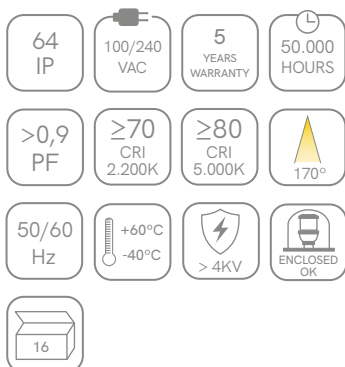 64
IP
100/240
VAC
5
YEARS
WARRANTY
50.000
HOURS
>0,9
PF
≥70
CRI
2.200K
≥80
CRI
5.000K
170°
50/60
Hz
+60°C
-40°C
> 4KV
ENCLOSED
OK
16